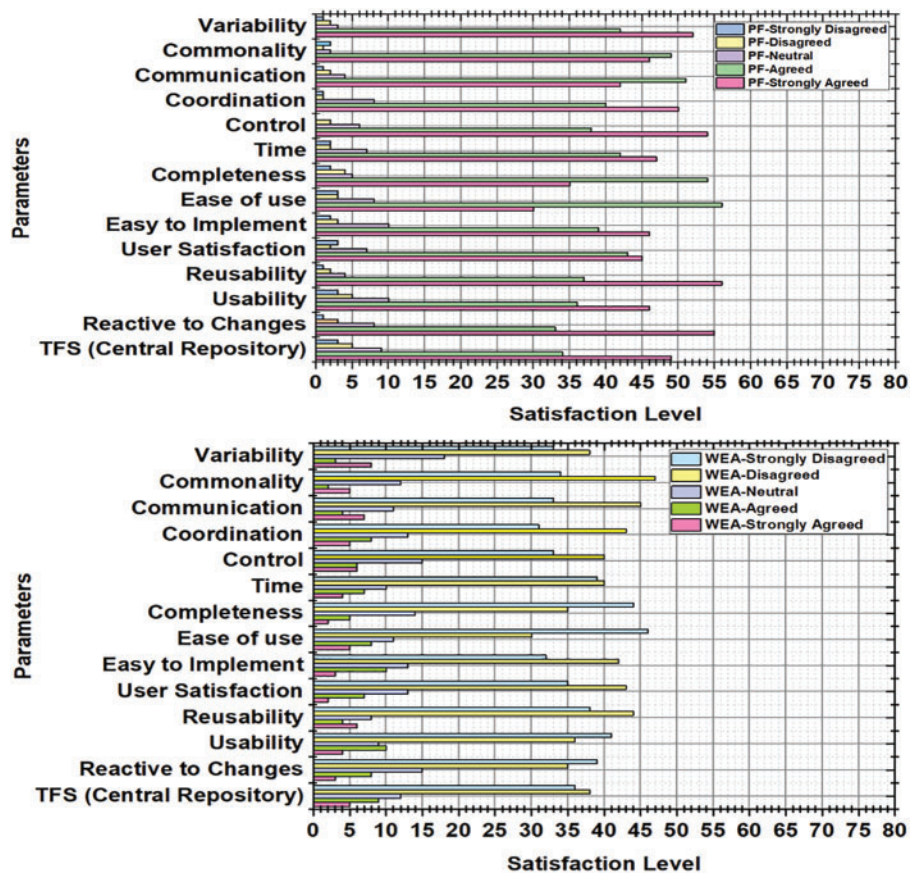 Variability
Commonality
Communication
Coordination
Control
Time
Completeness
Ease of use
Easy to Implement
User Satisfaction
Reusability
Usability
Reactive to Changes
TFS (Central Repository)
Parameters
PF-Strongly Disagreed
PF-Disagreed
PF-Neutral
PF-Agreed
PF-Strongly Agreed
0 5 10 15 20 25 30 35 40 45 50 55 60 65 70 75 80
Satisfaction Level
Variability
Commonality
Communication
Coordination
Control
Time
Completeness
Ease of use
Easy to Implement
User Satisfaction
Reusability
Usability
Reactive to Changes
TFS (Central Repository)
Parameters
WEA-Strongly Disagreed
WEA-Disagreed
WEA-Neutral
WEA-Agreed
WEA-Strongly Agreed
0 5 10 15 20 25 30 35 40 45 50 55 60 65 70 75 80
Satisfaction Level